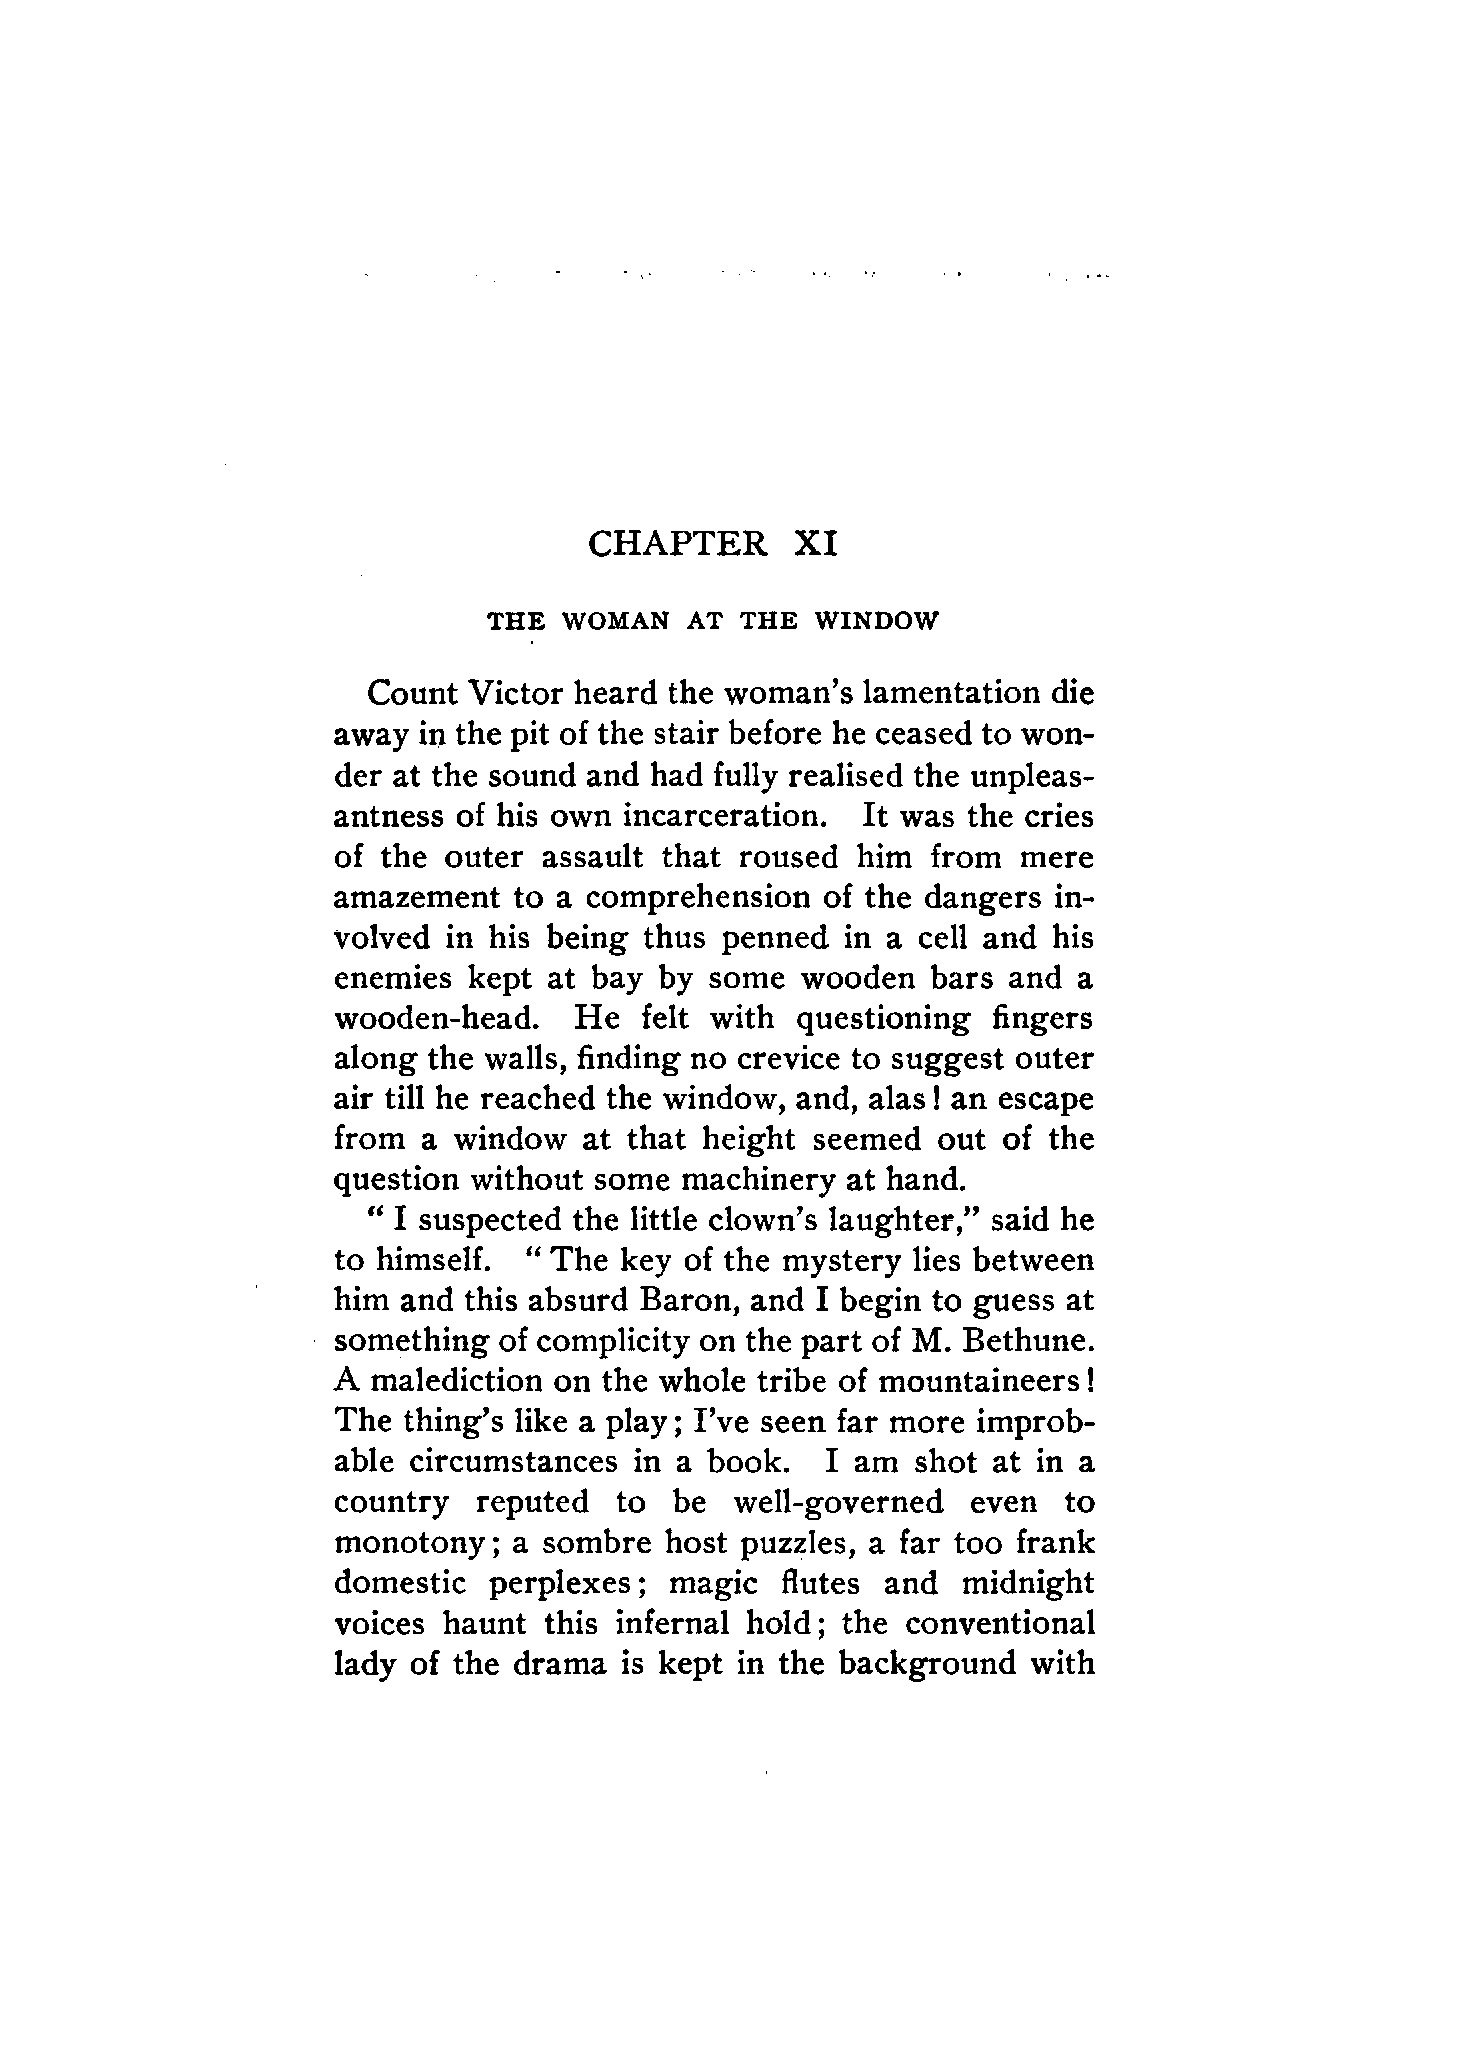 CHAPTER XI
THE WOMAN AT THE WINDOW
Count Victor heard the woman's lamentation die
away in the pit of the stair before he ceased to won-
der at the sound and had fully realised the unpleas-
antness of his own incarceration. It was the cries
of the outer assault that roused him from mere
amazement to a comprehension of the dangers in-
volved in his being thus penned in a cell and his
enemies kept at bay by some wooden bars and a
wooden-head. He felt with questioning fingers
along the walls, finding no crevice to suggest outer
air till he reached the window, and, alas! an escape
from a window at that height seemed out of the
question without some machinery at hand.
"I suspected the little clown's laughter," said he
to himself. "The key of the mystery lies between
him and this absurd Baron, and I begin to guess at
something of complicity on the part of M. Bethune.
A malediction on the whole tribe of mountaineers!
The thing's like a play; I've seen far more improb-
able circumstances in a book. I am shot at in a
country reputed to be well-governed even to
monotony; a sombre host puzzles, a far too frank
domestic perplexes; magic flutes and midnight
voices haunt this infernal hold; the conventional
lady of the drama is kept in the background with